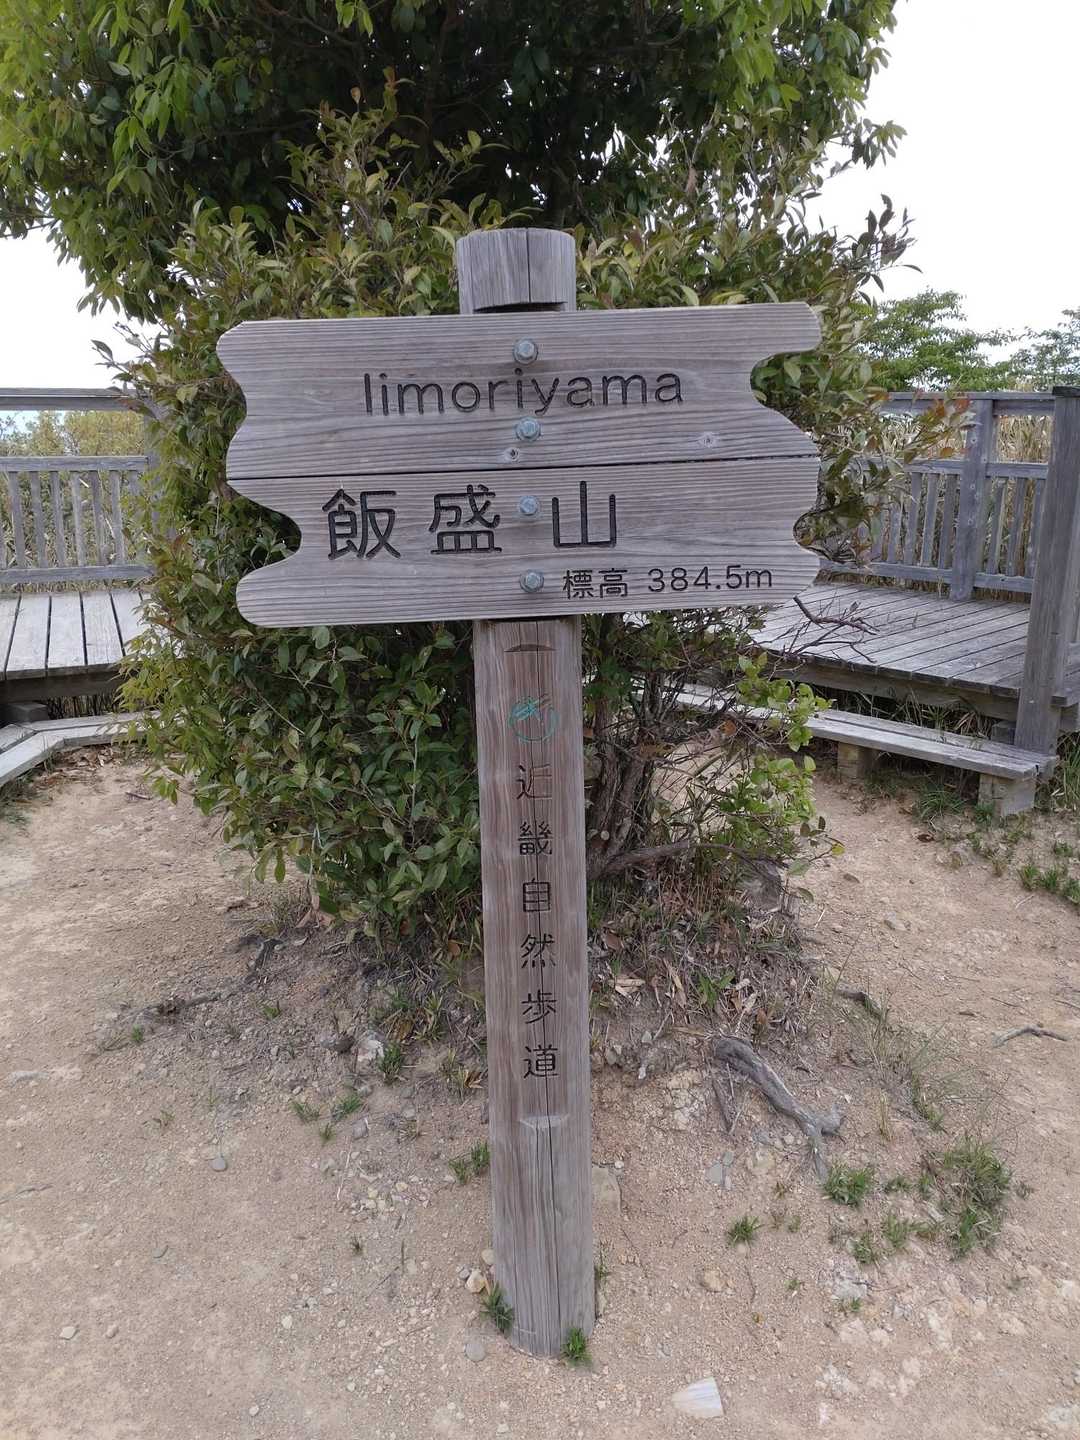 Iimoriyama
飯盛山
標高 384.5m
近畿自然歩道